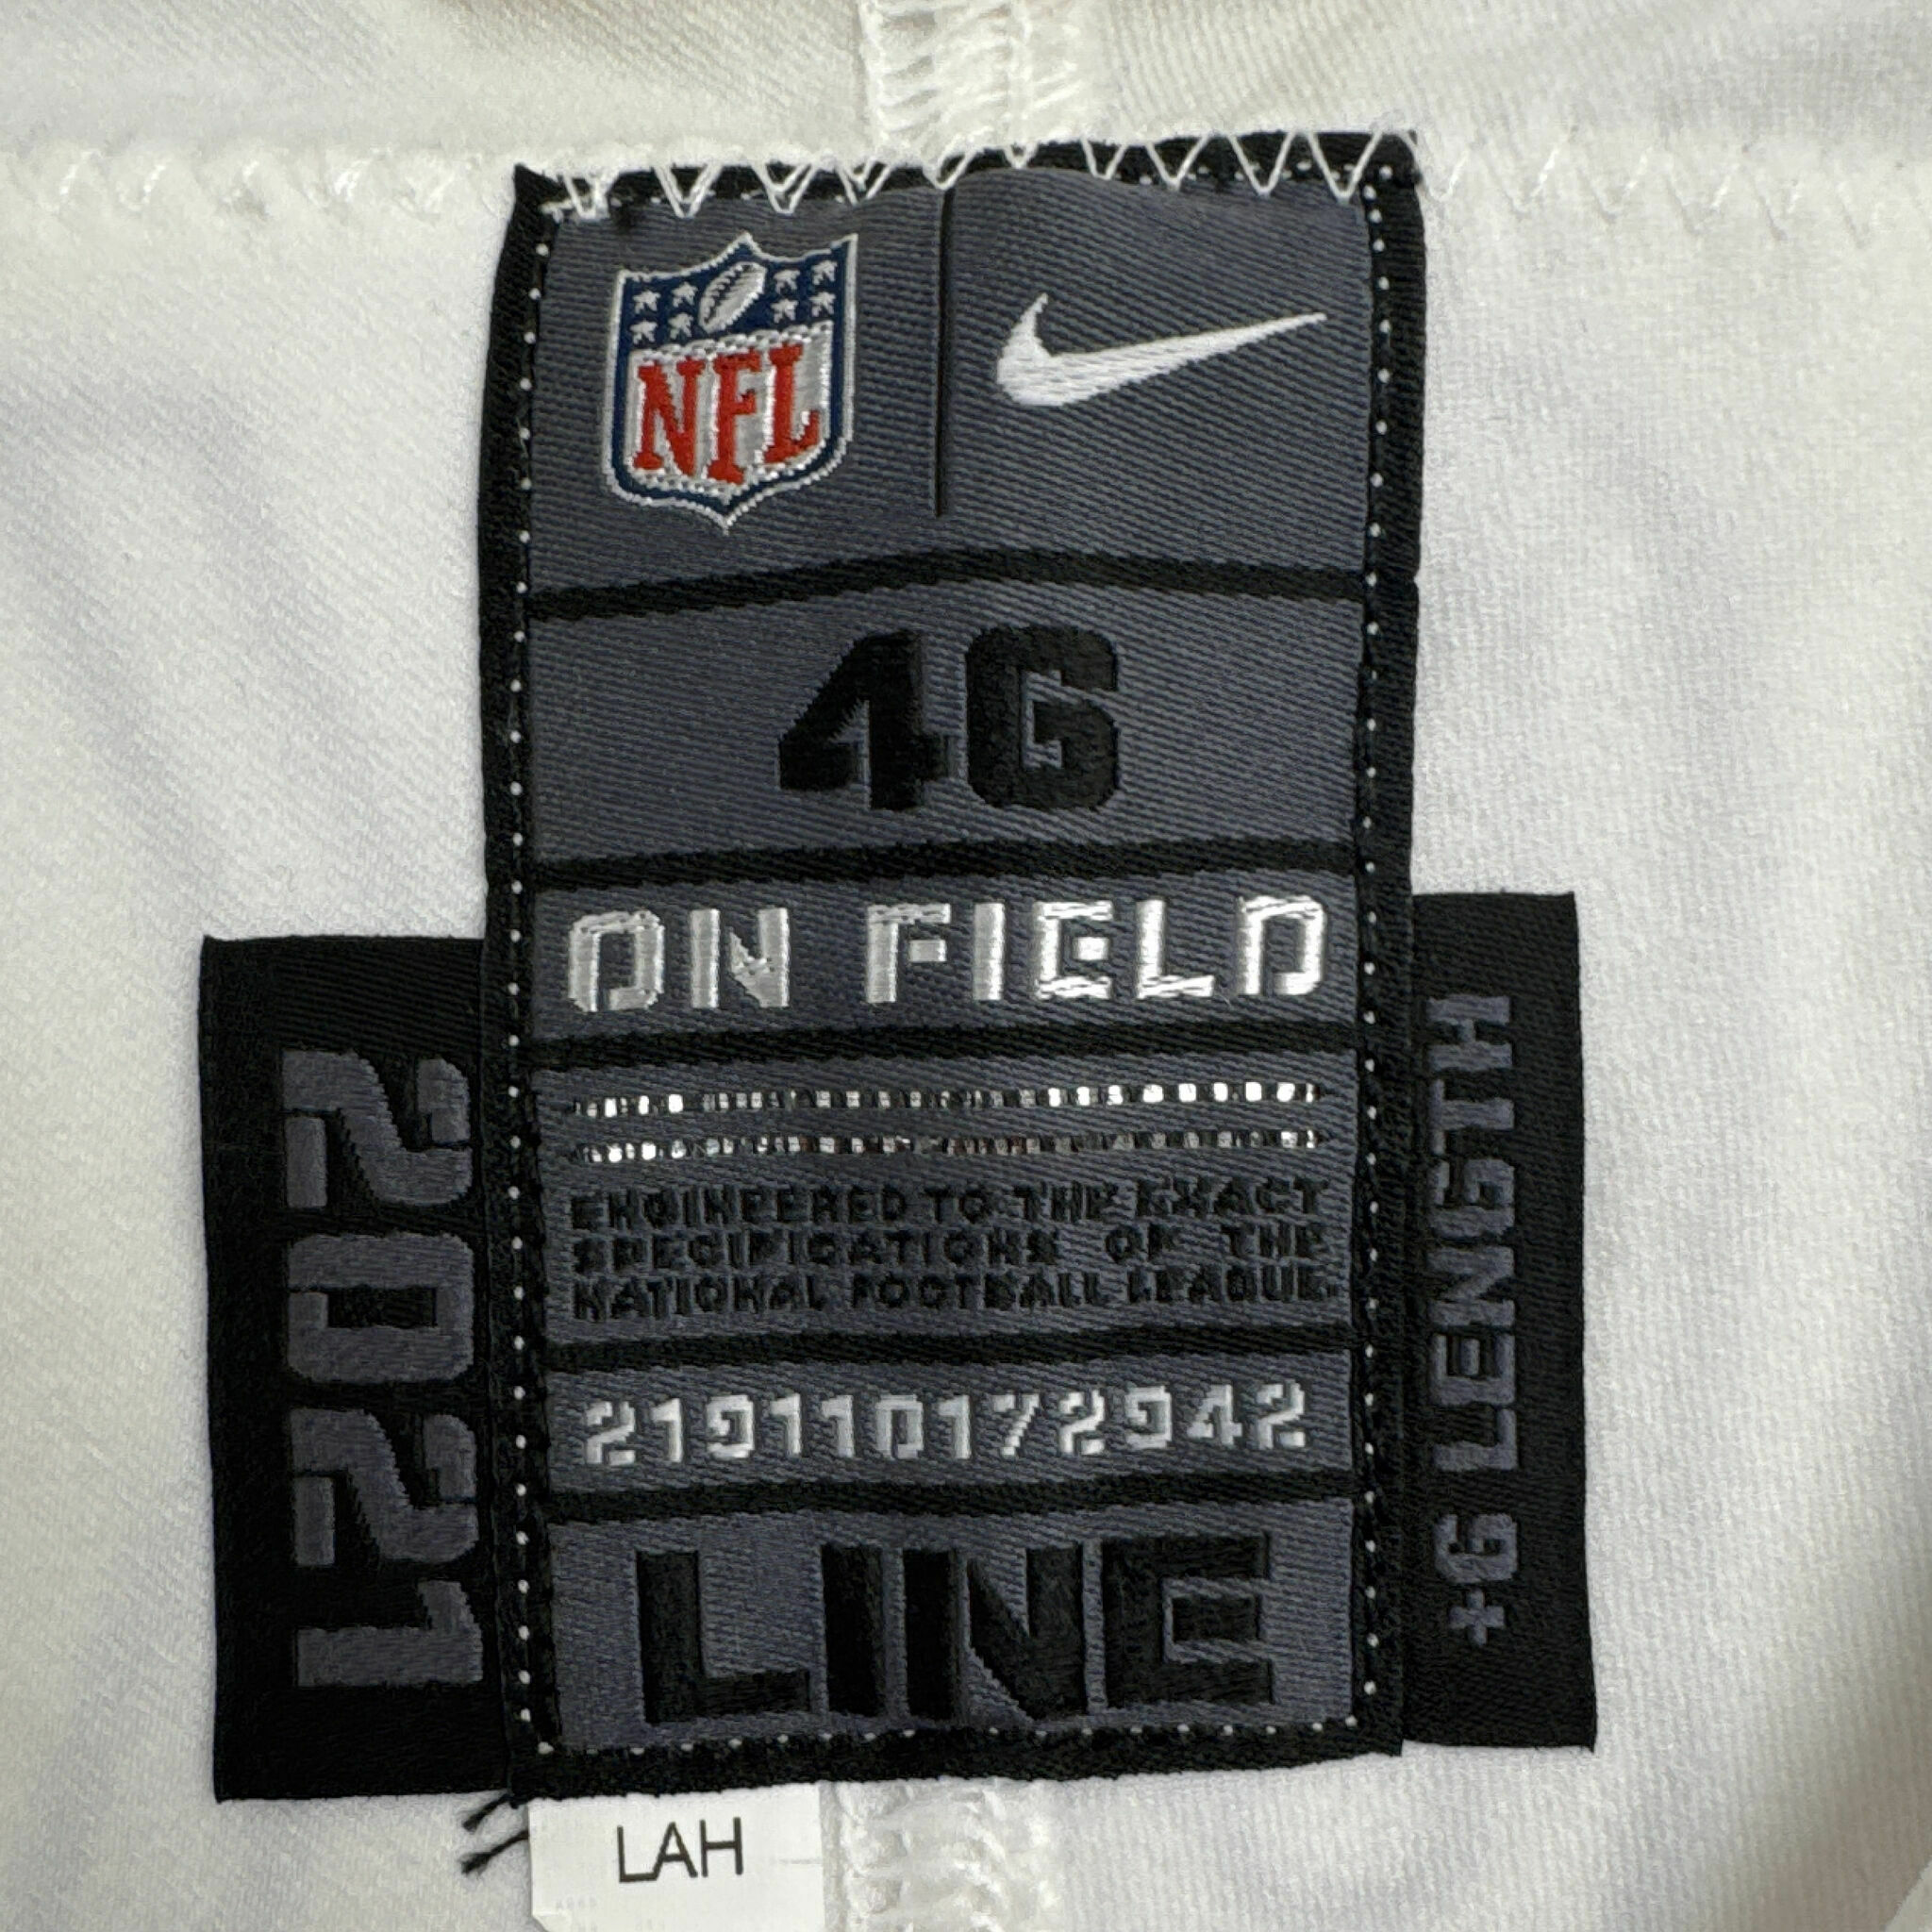 NFL
46
ON FIELD
ENGINEERED TO THE EXACT
SPECIFICATIONS OF THE
NATIONAL FOOTBALL LEAGUE.
219110172942
LINE
2021
+6 LENGTH
LAH